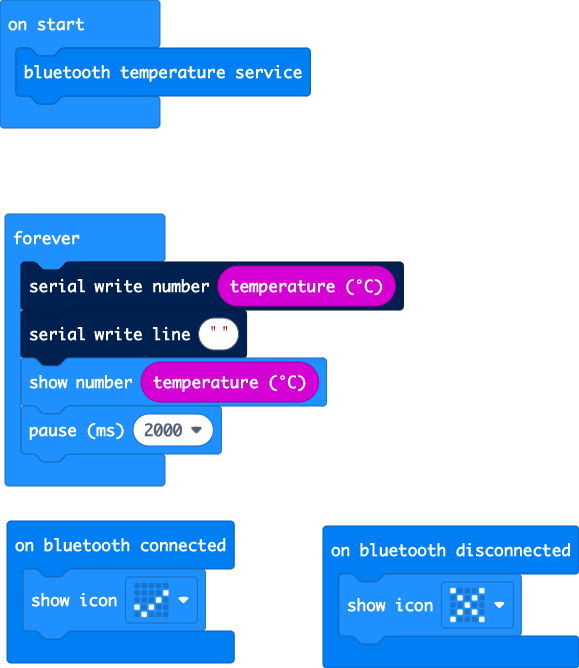 on start
bluetooth temperature service
forever
serial write number temperature (°C)
serial write line " "
show number temperature (°C)
pause (ms) 2000
on bluetooth connected
show icon
on bluetooth disconnected
show icon